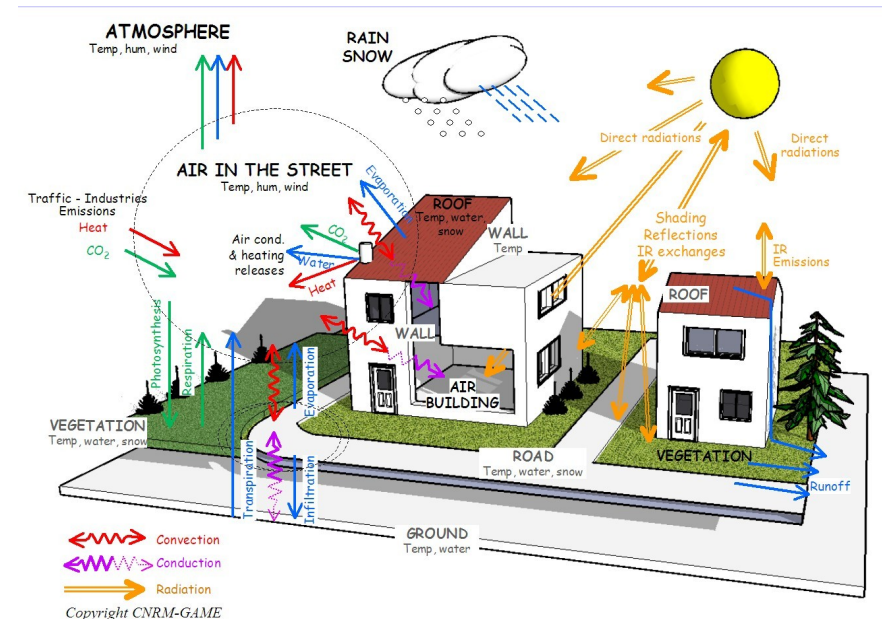 ATMOSPHERE
Temp, hum, wind
RAIN
SNOW
Direct radiations
Direct
radiations
AIR IN THE STREET
Temp, hum, wind
Evaporation
Traffic - Industries
Emissions
Heat
CO2
ROOF
Temp, water,
snow
WALL
Temp
Shading
Reflections
IR exchanges
IR
Emissions
Air cond.
& heating
releases
CO2
Water
Heat
ROOF
WALL
Photosynthesis
Respiration
Evaporation
AIR
BUILDING
VEGETATION
Temp, water, snow
Transpiration
Infiltration
ROAD
Temp, water, snow
VEGETATION
Runoff
GROUND
Temp, water
Convection
Conduction
Radiation
Copyright CNRM-GAME